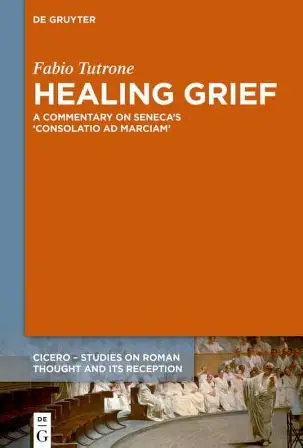 DE GRUYTER
Fabio Tutrone
HEALING GRIEF
A COMMENTARY ON SENECA'S
‘CONSOLATIO AD MARCIAM’
CICERO – STUDIES ON ROMAN
THOUGHT AND ITS RECEPTION
DE
G